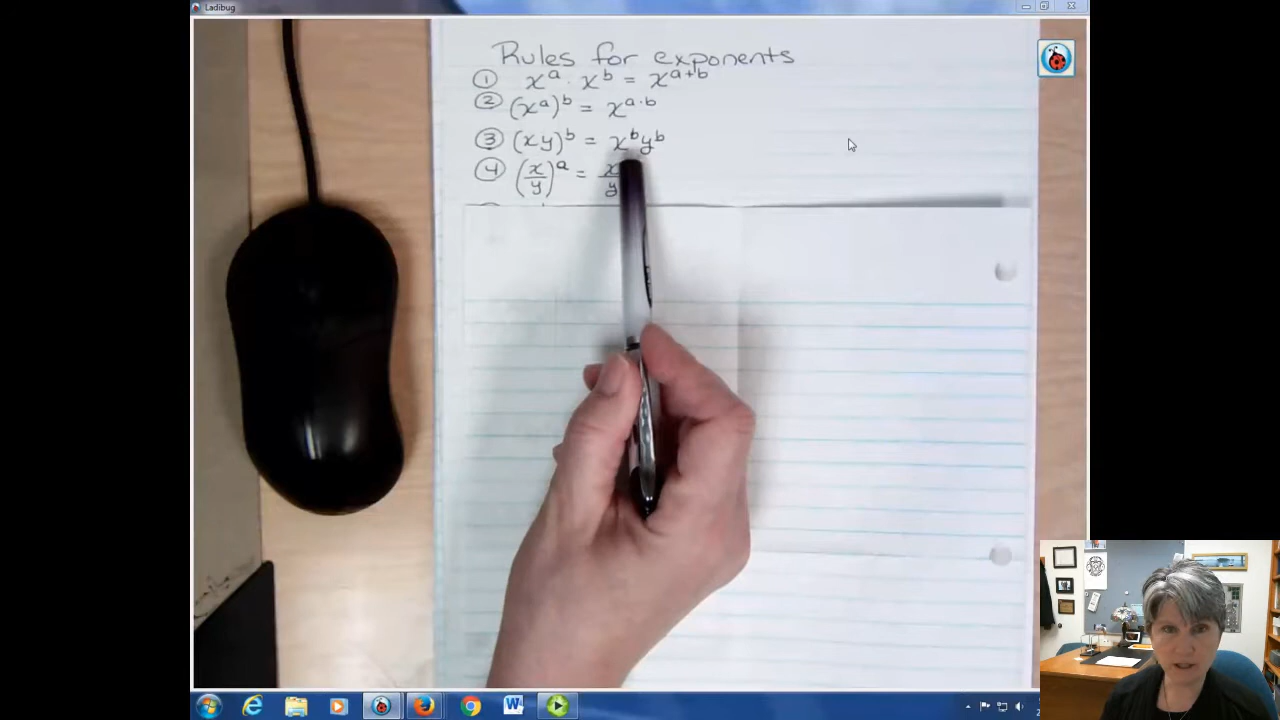 Ladibug
Rules for exponents
① x^a · x^b = x^{a+b}
② (x^a)^b = x^{a·b}
③ (xy)^b = x^b y^b
④ (x/y)^a = x/y